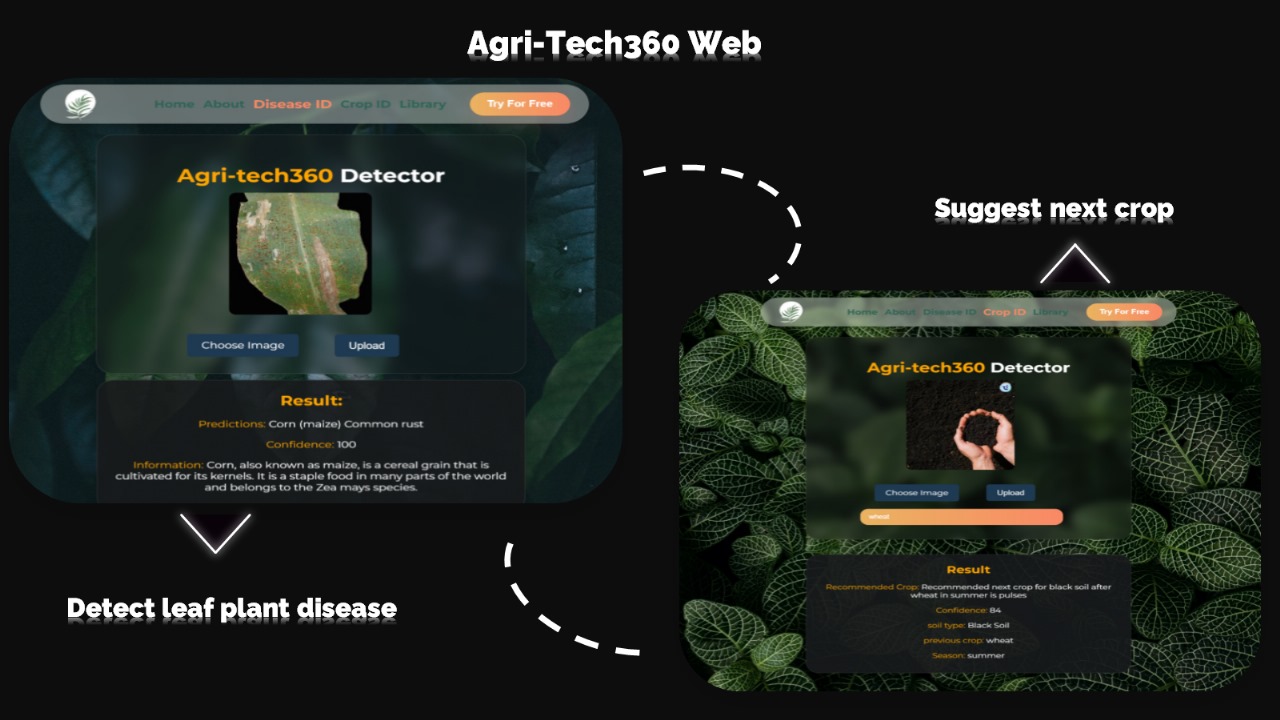 Agri-Tech360 Web
Home About Disease ID Crop ID Library Try For Free
Agri-tech360 Detector
Choose Image Upload
Result:
Predictions: Corn (maize) Common rust
Confidence: 100
Information: Corn, also known as maize, is a cereal grain that is
cultivated for its kernels. It is a staple food in many parts of the world
and belongs to the Zea mays species.
Detect leaf plant disease
Suggest next crop
Home About Disease ID Crop ID Library Try For Free
Agri-tech360 Detector
Choose Image Upload
wheat
Result
Recommended Crop: Recommended next crop for black soil after
wheat in summer is pulses
Confidence: 84
soil type: Black Soil
previous crop: wheat
Season: summer